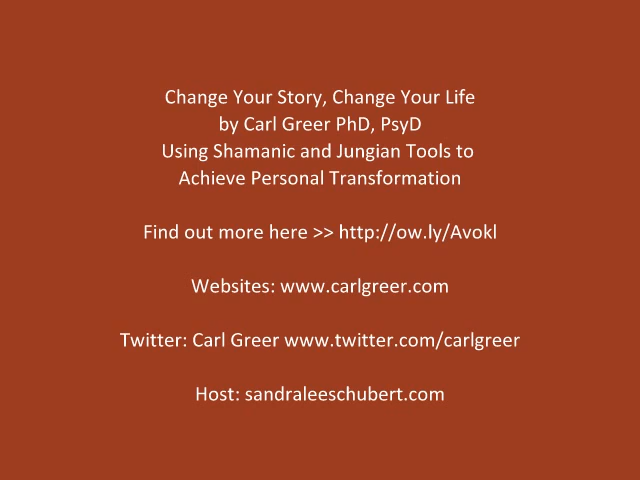 Change Your Story, Change Your Life
by Carl Greer PhD, PsyD
Using Shamanic and Jungian Tools to
Achieve Personal Transformation
Find out more here >> http://ow.ly/Avokl
Websites: www.carlgreer.com
Twitter: Carl Greer www.twitter.com/carlgreer
Host: sandraleeschubert.com